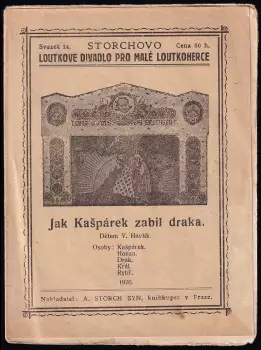 Svazek 14.
STORCHOVO
Cena 80 h.
LOUTKOVÉ DIVADLO PRO MALÉ LOUTKOHERCE
Jak Kašpárek zabil draka.
Dětem V. Havlík.
Osoby: Kašpárek.
Honza.
Drak.
Král.
Rytíř.
1926.
Nakladatel: A. STORCH SYN, knihkupec v Praze.